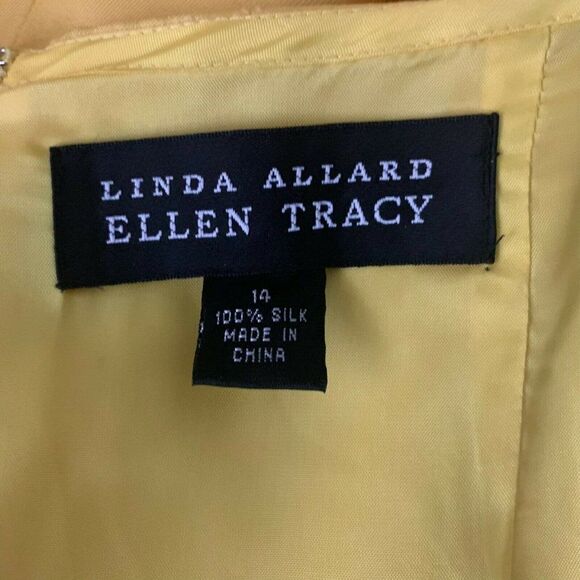 LINDA ALLARD
ELLEN TRACY
14
100% SILK
MADE IN
CHINA